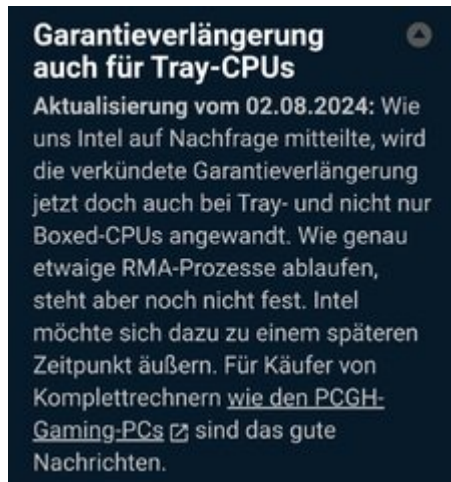 Garantieverlängerung
auch für Tray-CPUs
Aktualisierung vom 02.08.2024: Wie
uns Intel auf Nachfrage mitteilte, wird
die verkündete Garantieverlängerung
jetzt doch auch bei Tray- und nicht nur
Boxed-CPUs angewandt. Wie genau
etwaige RMA-Prozesse ablaufen,
steht aber noch nicht fest. Intel
möchte sich dazu zu einem späteren
Zeitpunkt äußern. Für Käufer von
Komplettrechnern wie den PCGH-
Gaming-PCs sind das gute
Nachrichten.